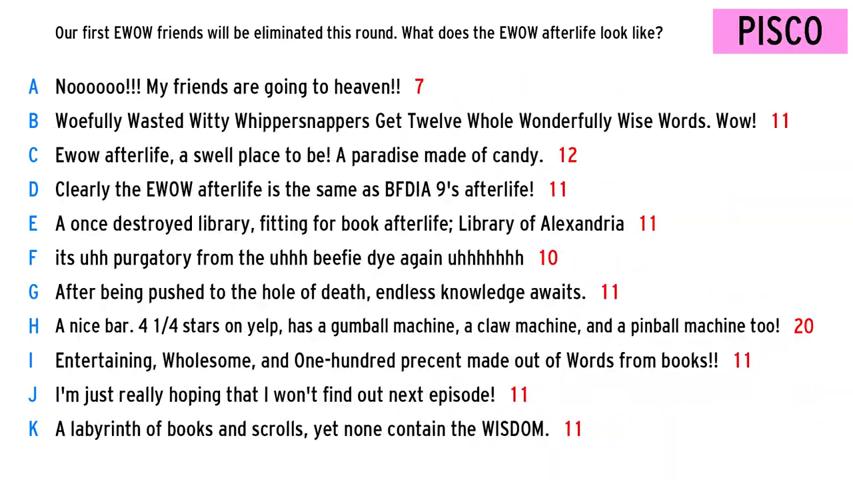 Our first EWOW friends will be eliminated this round. What does the EWOW afterlife look like?
PISCO
A Noooooo!!! My friends are going to heaven!! 7
B Woefully Wasted Witty Whippersnappers Get Twelve Whole Wonderfully Wise Words. Wow! 11
C Ewow afterlife, a swell place to be! A paradise made of candy. 12
D Clearly the EWOW afterlife is the same as BFDIA 9's afterlife! 11
E A once destroyed library, fitting for book afterlife; Library of Alexandria 11
F its uhh purgatory from the uhhh beefie dye again uhhhhhhh 10
G After being pushed to the hole of death, endless knowledge awaits. 11
H A nice bar. 4 1/4 stars on yelp, has a gumball machine, a claw machine, and a pinball machine too! 20
I Entertaining, Wholesome, and One-hundred precent made out of Words from books!! 11
J I'm just really hoping that I won't find out next episode! 11
K A labyrinth of books and scrolls, yet none contain the WISDOM. 11